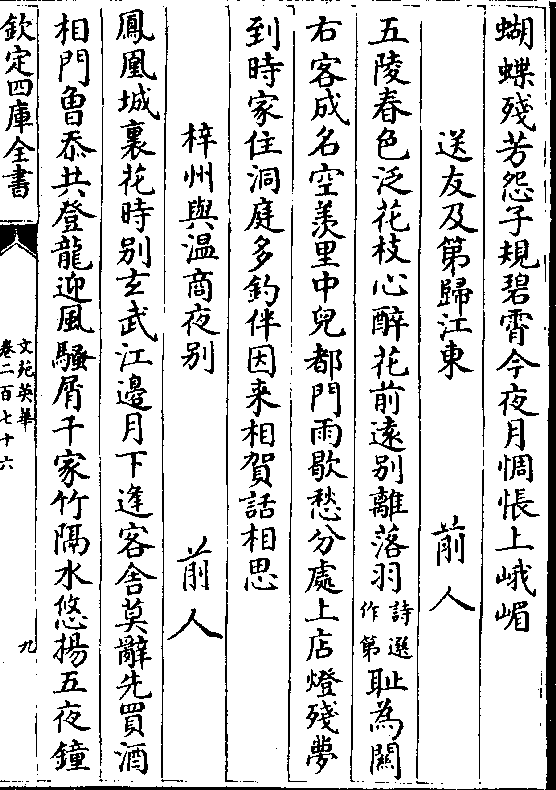 蝴蝶殘芳怨子規碧霄今夜月惆悵上峨嵋
送友及第歸江東　前人
五陵春色泛花枝心醉花前遠別離落羽詩選作第耻為關
右客成名空羨里中兒都門雨歇愁分處上店燈殘夢
到時家住洞庭多釣伴因来相賀話相思
梓州與温商夜别　前人
鳳凰城裏花時别玄武江邊月下逢客舎莫辭先買酒
相門曾忝共登龍迎風騷屑千家竹隔水悠揚五夜鐘
欽定四庫全書
文苑英華
卷二百七十六
九